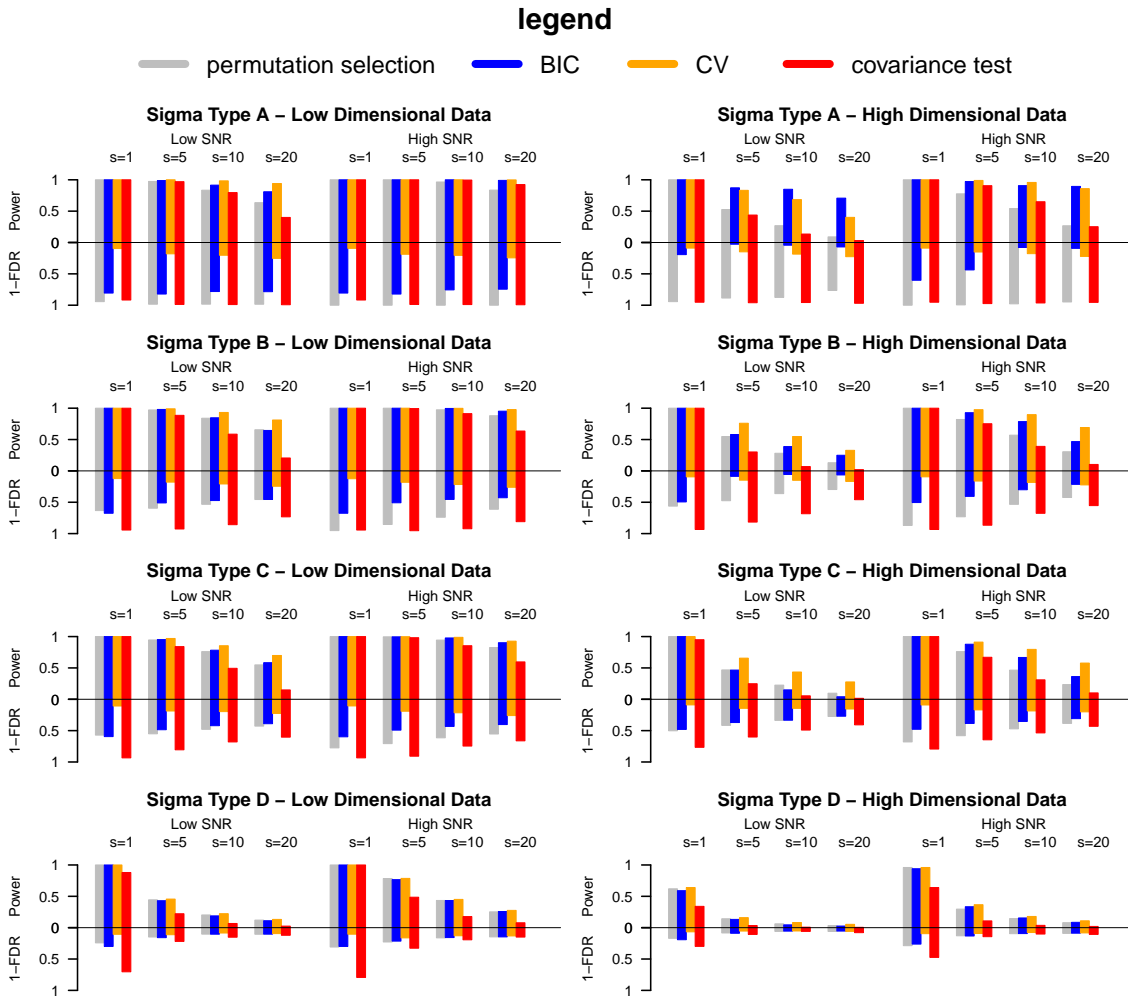 legend
permutation selection BIC CV covariance test
Sigma Type A − Low Dimensional Data
Low SNR High SNR
s=1 s=5 s=10 s=20 s=1 s=5 s=10 s=20
1
0.5
0
0.5
1
Power
1−FDR
Sigma Type A − High Dimensional Data
Low SNR High SNR
s=1 s=5 s=10 s=20 s=1 s=5 s=10 s=20
1
0.5
0
0.5
1
Power
1−FDR
Sigma Type B − Low Dimensional Data
Low SNR High SNR
s=1 s=5 s=10 s=20 s=1 s=5 s=10 s=20
1
0.5
0
0.5
1
Power
1−FDR
Sigma Type B − High Dimensional Data
Low SNR High SNR
s=1 s=5 s=10 s=20 s=1 s=5 s=10 s=20
1
0.5
0
0.5
1
Power
1−FDR
Sigma Type C − Low Dimensional Data
Low SNR High SNR
s=1 s=5 s=10 s=20 s=1 s=5 s=10 s=20
1
0.5
0
0.5
1
Power
1−FDR
Sigma Type C − High Dimensional Data
Low SNR High SNR
s=1 s=5 s=10 s=20 s=1 s=5 s=10 s=20
1
0.5
0
0.5
1
Power
1−FDR
Sigma Type D − Low Dimensional Data
Low SNR High SNR
s=1 s=5 s=10 s=20 s=1 s=5 s=10 s=20
1
0.5
0
0.5
1
Power
1−FDR
Sigma Type D − High Dimensional Data
Low SNR High SNR
s=1 s=5 s=10 s=20 s=1 s=5 s=10 s=20
1
0.5
0
0.5
1
Power
1−FDR